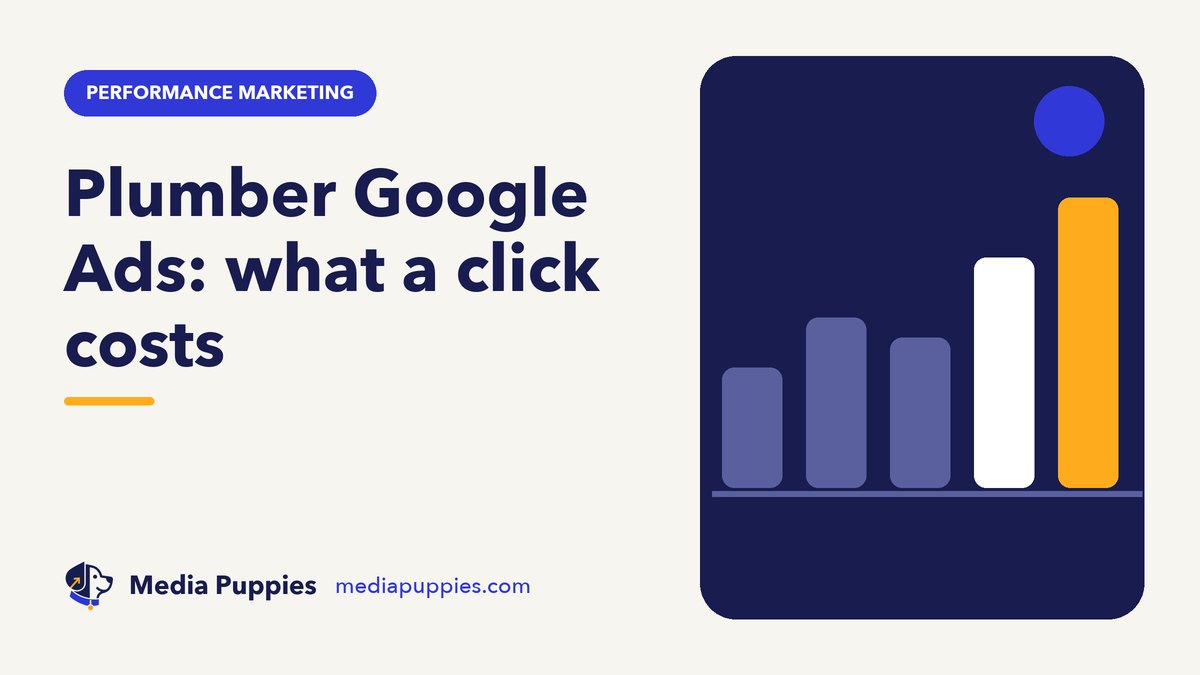 PERFORMANCE MARKETING
Plumber Google
Ads: what a click
costs
Media Puppies mediapuppies.com